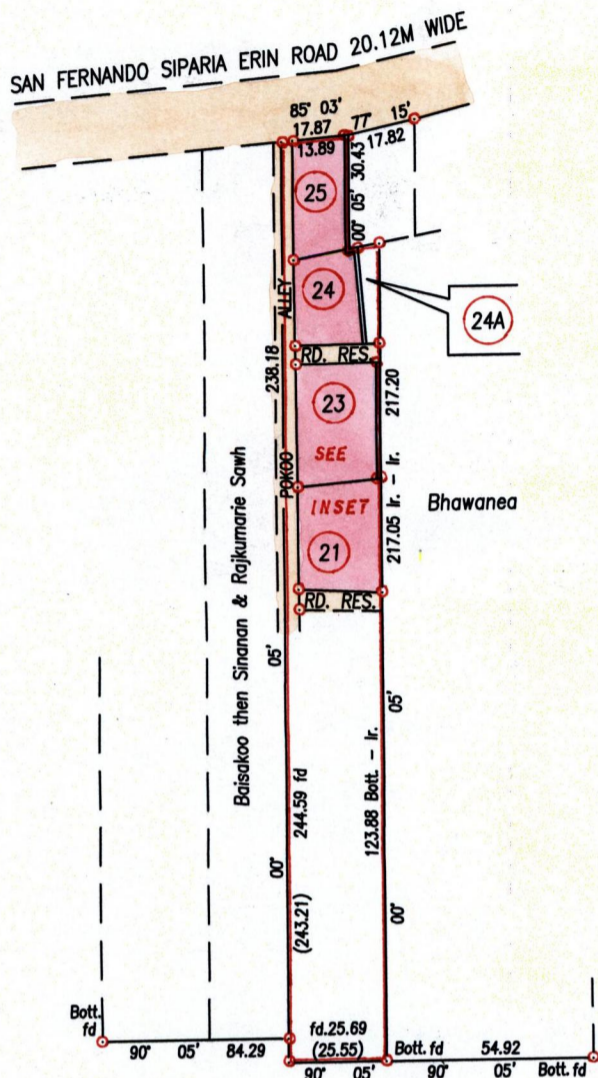 SAN FERNANDO SIPARIA ERIN ROAD 20.12M WIDE
85° 03'
17.87
13.89
77° 15'
17.82
00° 05' 30.43
25
24
24A
ALLEY
RD. RES.
238.18
217.20
23
SEE
POKOO
INSET
Bhawanea
21
217.05 Ir. - Ir.
RD. RES.
Baisakoo then Sinanan & Rajkumarie Sawh
05'
05'
244.59 fd
123.88 Bott. - Ir.
00°
(243.21)
00°
Bott.
fd
90° 05' 84.29
fd.25.69
(25.55)
90° 05'
Bott. fd 54.92
90° 05' Bott. fd